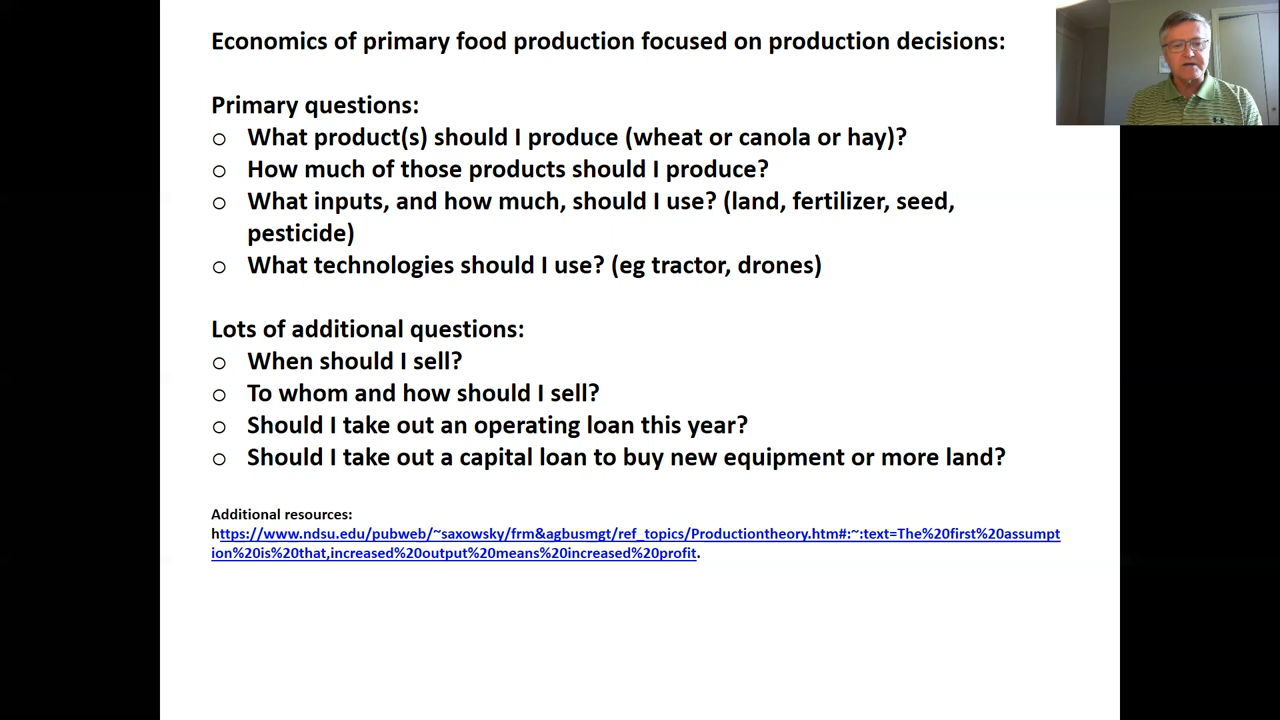 Economics of primary food production focused on production decisions:
Primary questions:
o What product(s) should I produce (wheat or canola or hay)?
o How much of those products should I produce?
o What inputs, and how much, should I use? (land, fertilizer, seed,
pesticide)
o What technologies should I use? (eg tractor, drones)
Lots of additional questions:
o When should I sell?
o To whom and how should I sell?
o Should I take out an operating loan this year?
o Should I take out a capital loan to buy new equipment or more land?
Additional resources:
https://www.ndsu.edu/pubweb/~saxowsky/frm&agbusmgt/ref_topics/Productiontheory.htm#:~:text=The%20first%20assumpt
ion%20is%20that,increased%20output%20means%20increased%20profit.